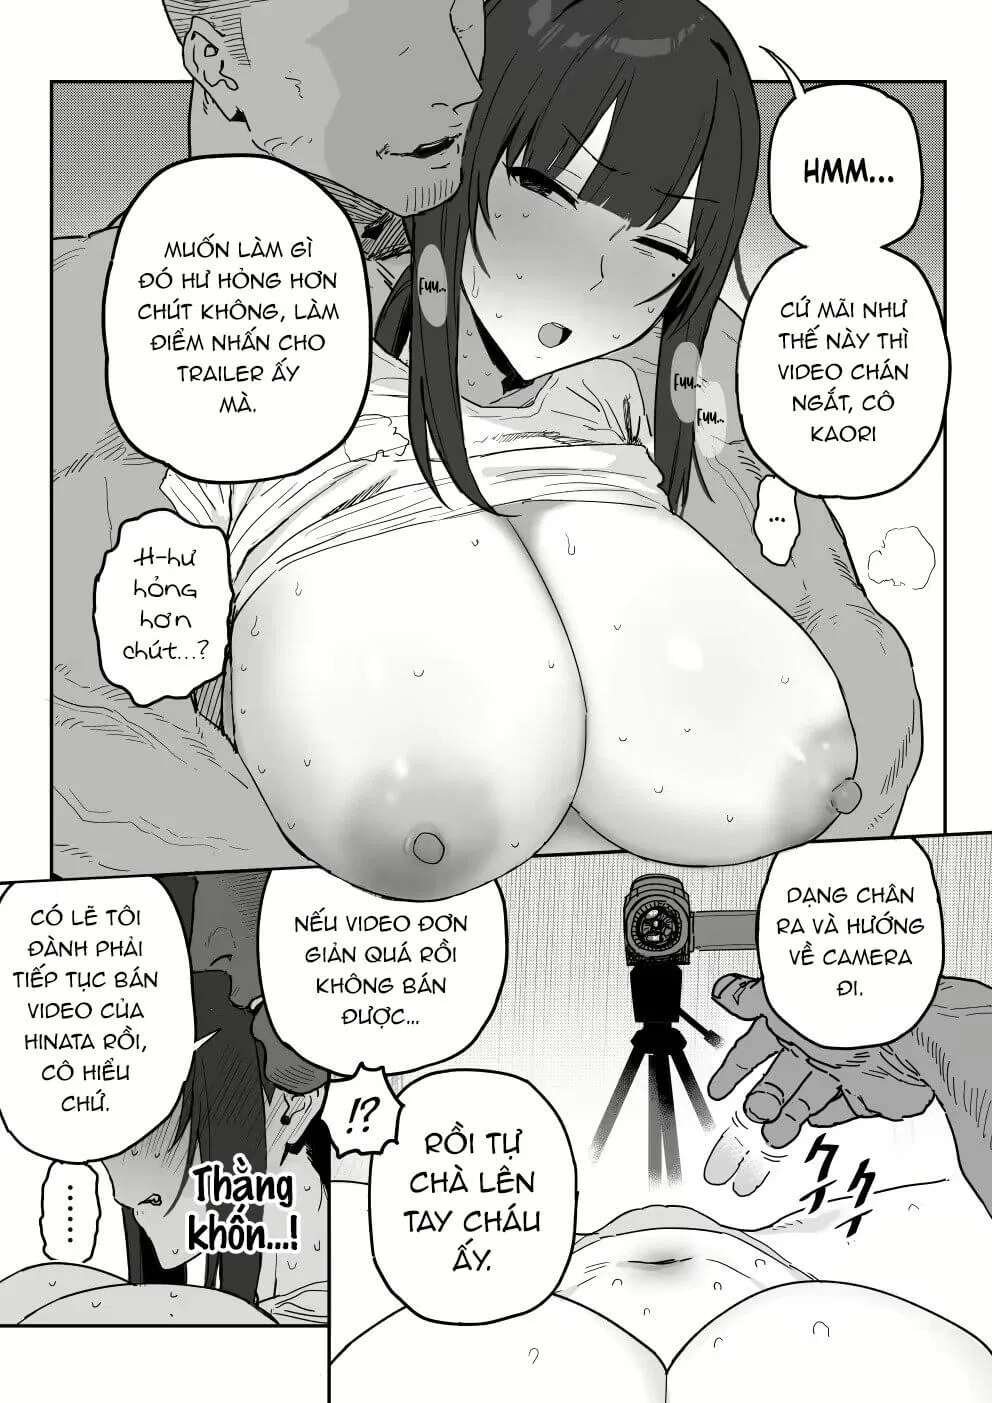 HMM...
CỨ MÃI NHƯ
THẾ NÀY THÌ
VIDEO CHÁN
NGẮT, CÔ
KAORI
MUỐN LÀM GÌ
ĐÓ HƯ HỎNG HƠN
CHÚT KHÔNG, LÀM
ĐIỂM NHẤN CHO
TRAILER ẤY
MÀ.
Fuu...
Fuu...
Fuu...
...
H-hư
hỏng
hơn
chút...?
DẠNG CHÂN
RA VÀ HƯỚNG
VỀ CAMERA
ĐI.
NẾU VIDEO ĐƠN
GIẢN QUÁ RỒI
KHÔNG BÁN
ĐƯỢC...
!?
RỒI TỰ
CHÀ LÊN
TAY CHÁU
ẤY.
クチ
クチ
CÓ LẼ TÔI
ĐÀNH PHẢI
TIẾP TỤC BÁN
VIDEO CỦA
HINATA RỒI,
CÔ HIỂU
CHỨ.
......
Thằng
khốn...!